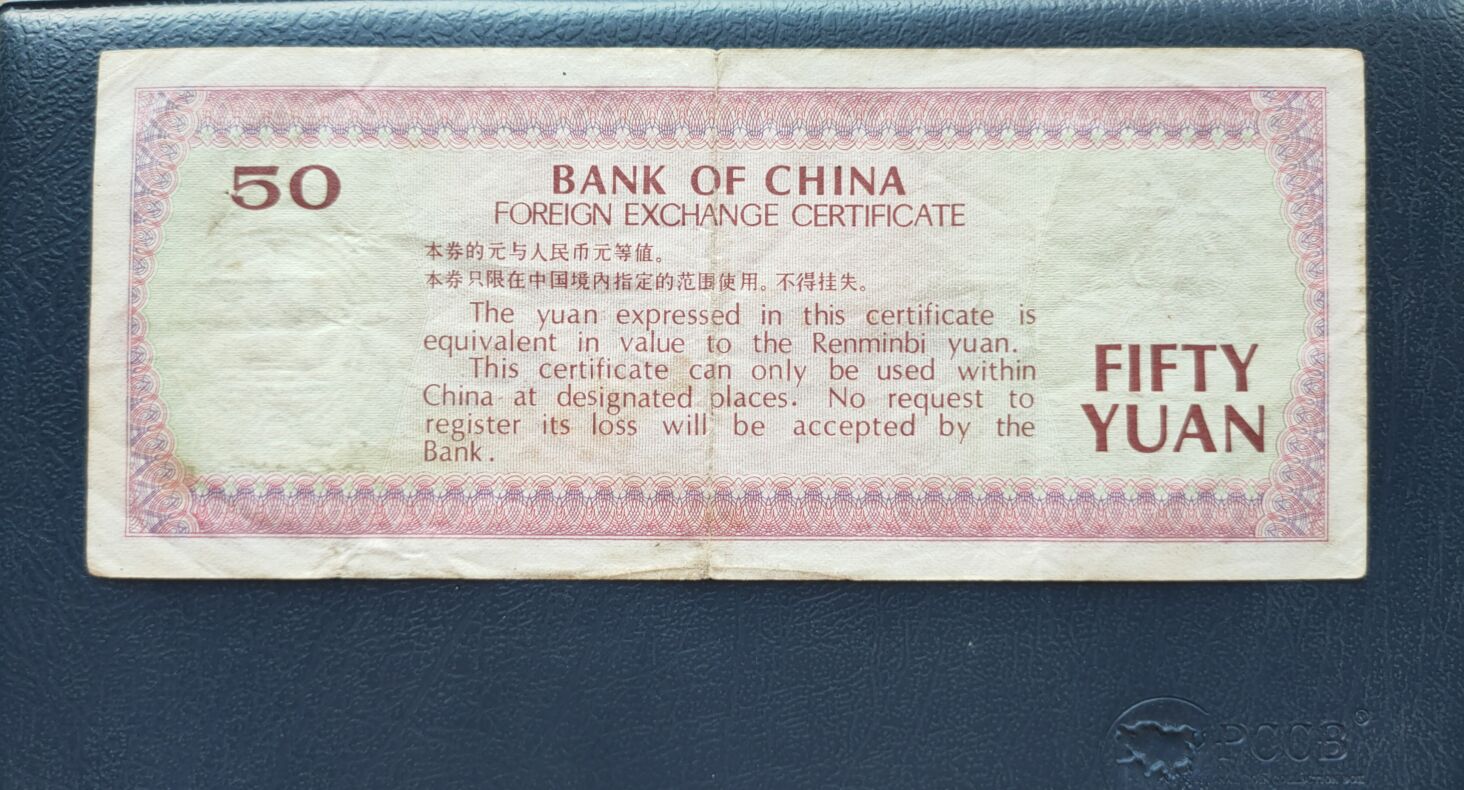 50
BANK OF CHINA
FOREIGN EXCHANGE CERTIFICATE
本券的元与人民币元等值。
本券只限在中国境内指定的范围使用。不得挂失。
The yuan expressed in this certificate is
equivalent in value to the Renminbi yuan.
This certificate can only be used within
China at designated places. No request to
register its loss will be accepted by the
Bank.
FIFTY
YUAN
PCCB®